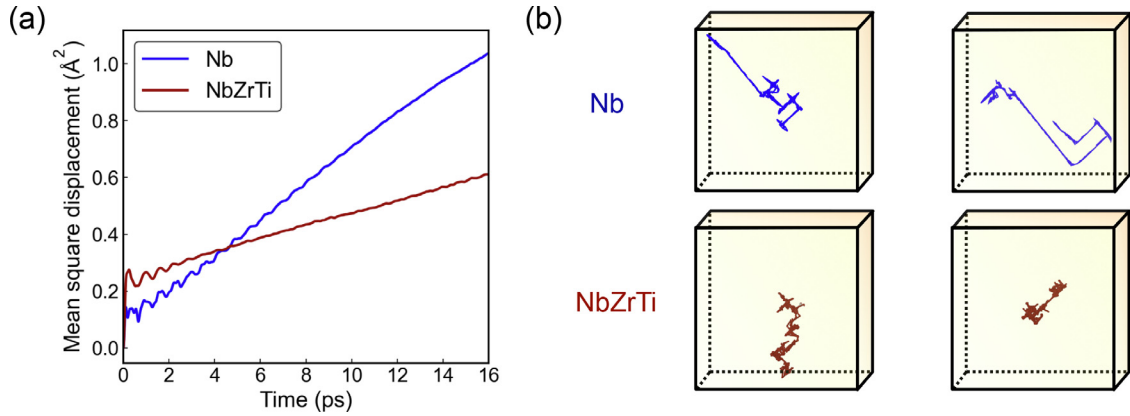 (a)
Mean square displacement (Å²)
1.0
0.8
0.6
0.4
0.2
0.0
Nb
NbZrTi
0 2 4 6 8 10 12 14 16
Time (ps)
(b)
Nb
NbZrTi